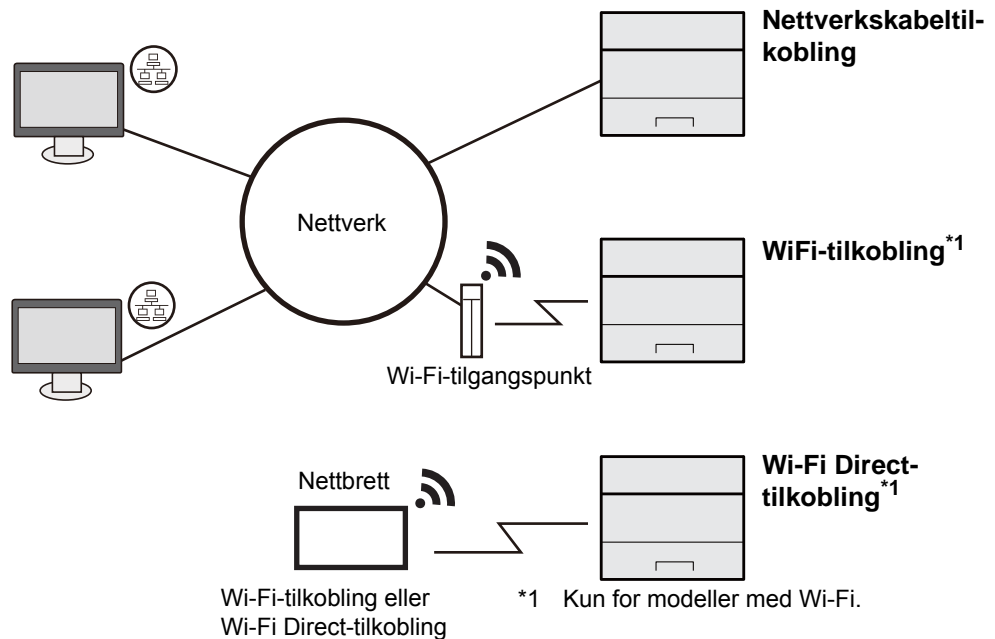 Nettverkskabeltil-
kobling
Nettverk
WiFi-tilkobling*1
Wi-Fi-tilgangspunkt
Nettbrett
Wi-Fi Direct-
tilkobling*1
Wi-Fi-tilkobling eller
Wi-Fi Direct-tilkobling
*1 Kun for modeller med Wi-Fi.